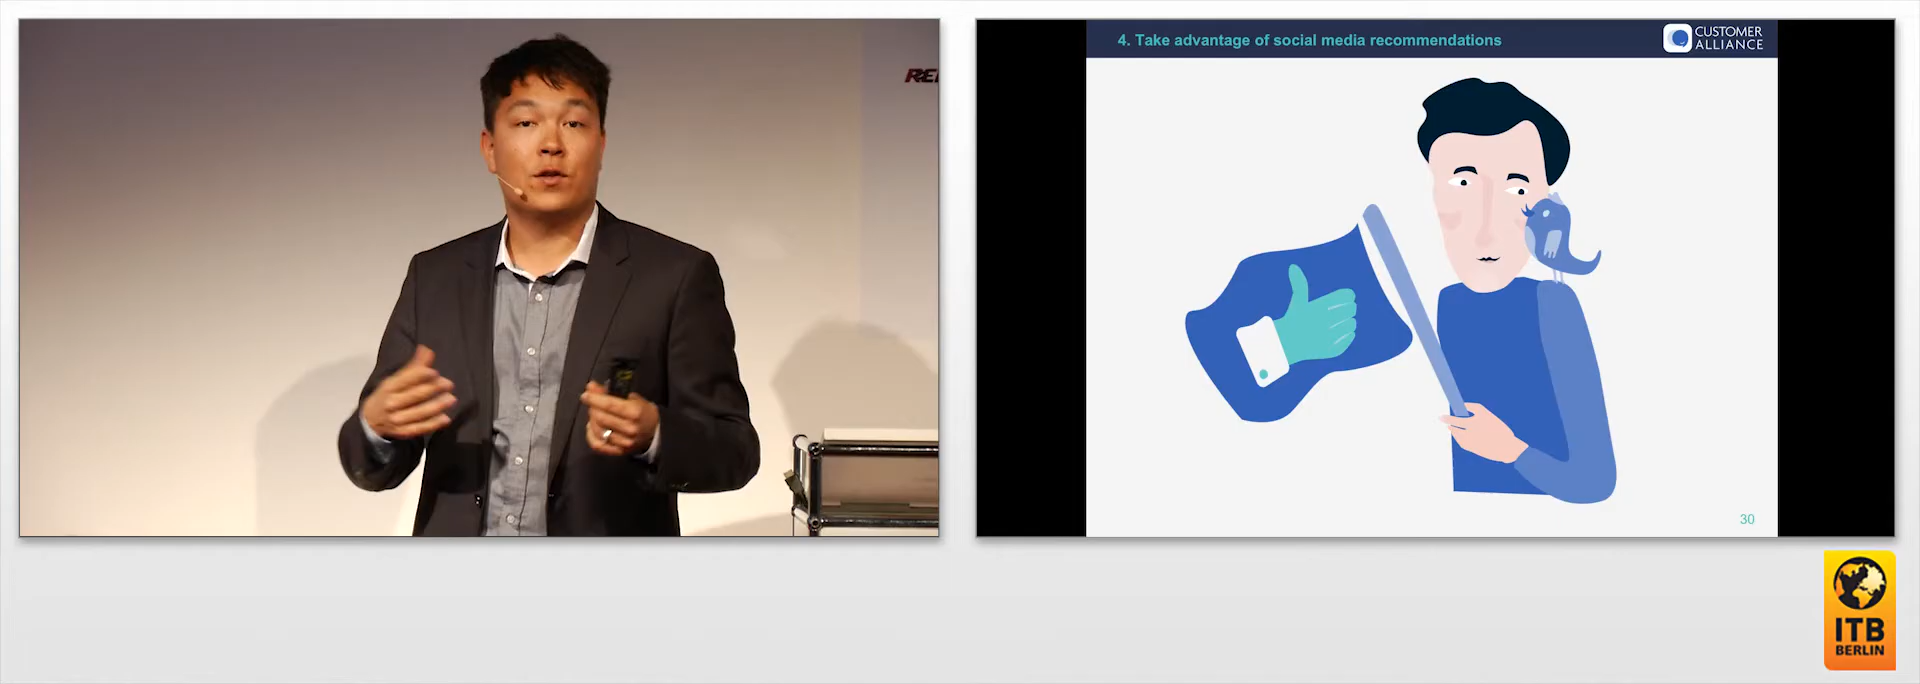 4. Take advantage of social media recommendations
CUSTOMER
ALLIANCE
30
ITB
BERLIN